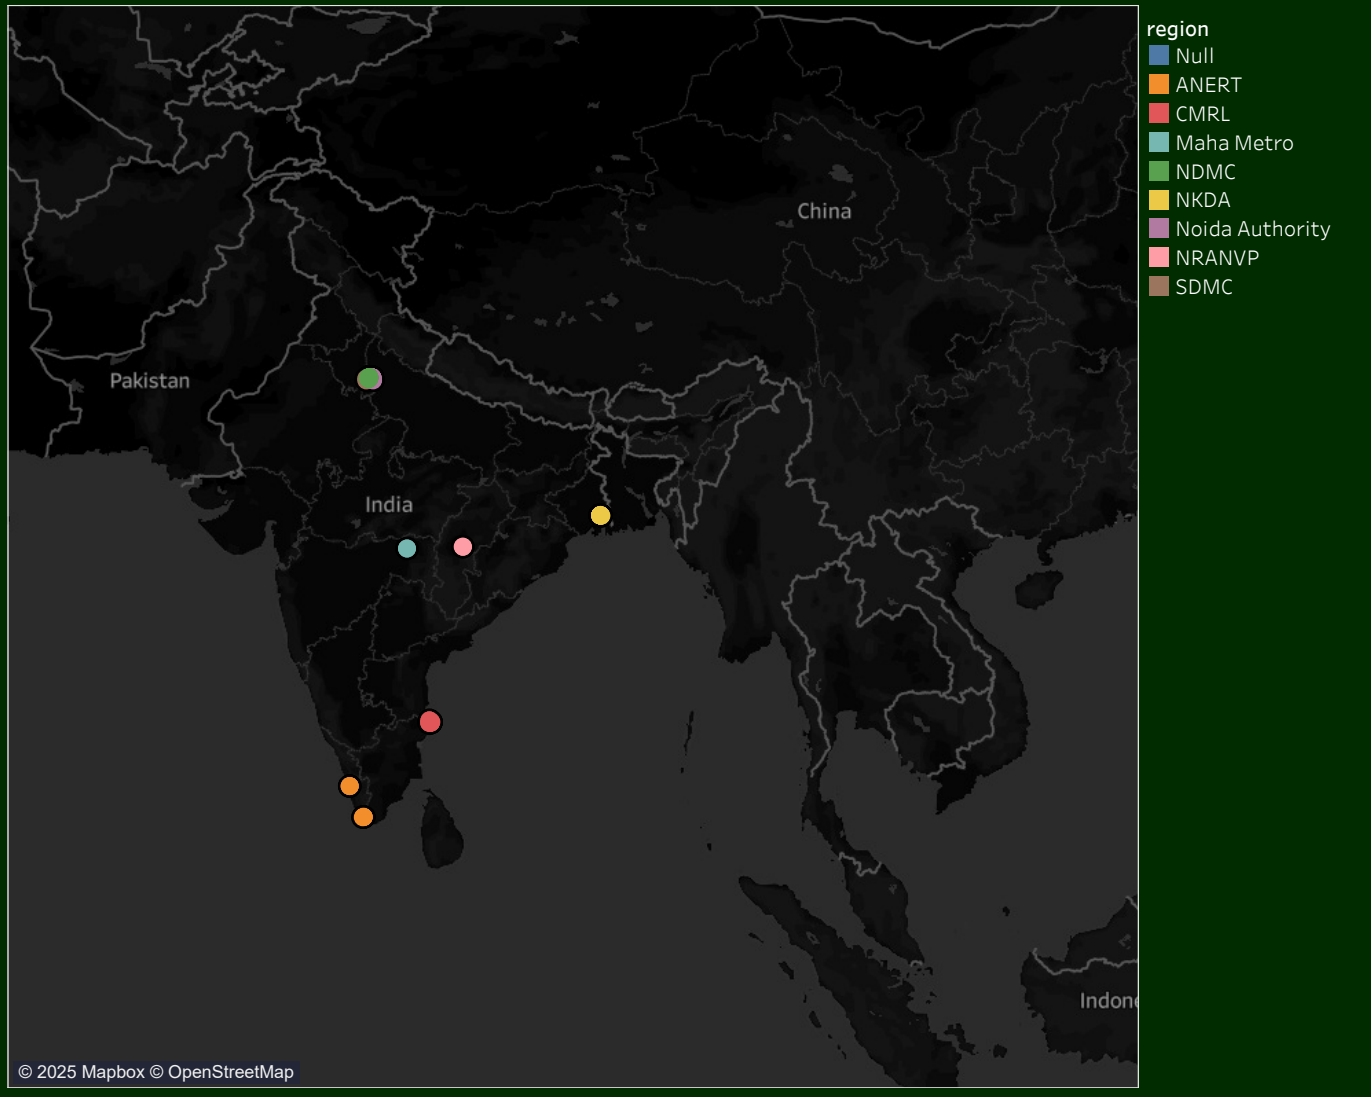 region
Null
ANERT
CMRL
Maha Metro
NDMC
NKDA
Noida Authority
NRANVP
SDMC
China
Pakistan
India
Indone
© 2025 Mapbox © OpenStreetMap